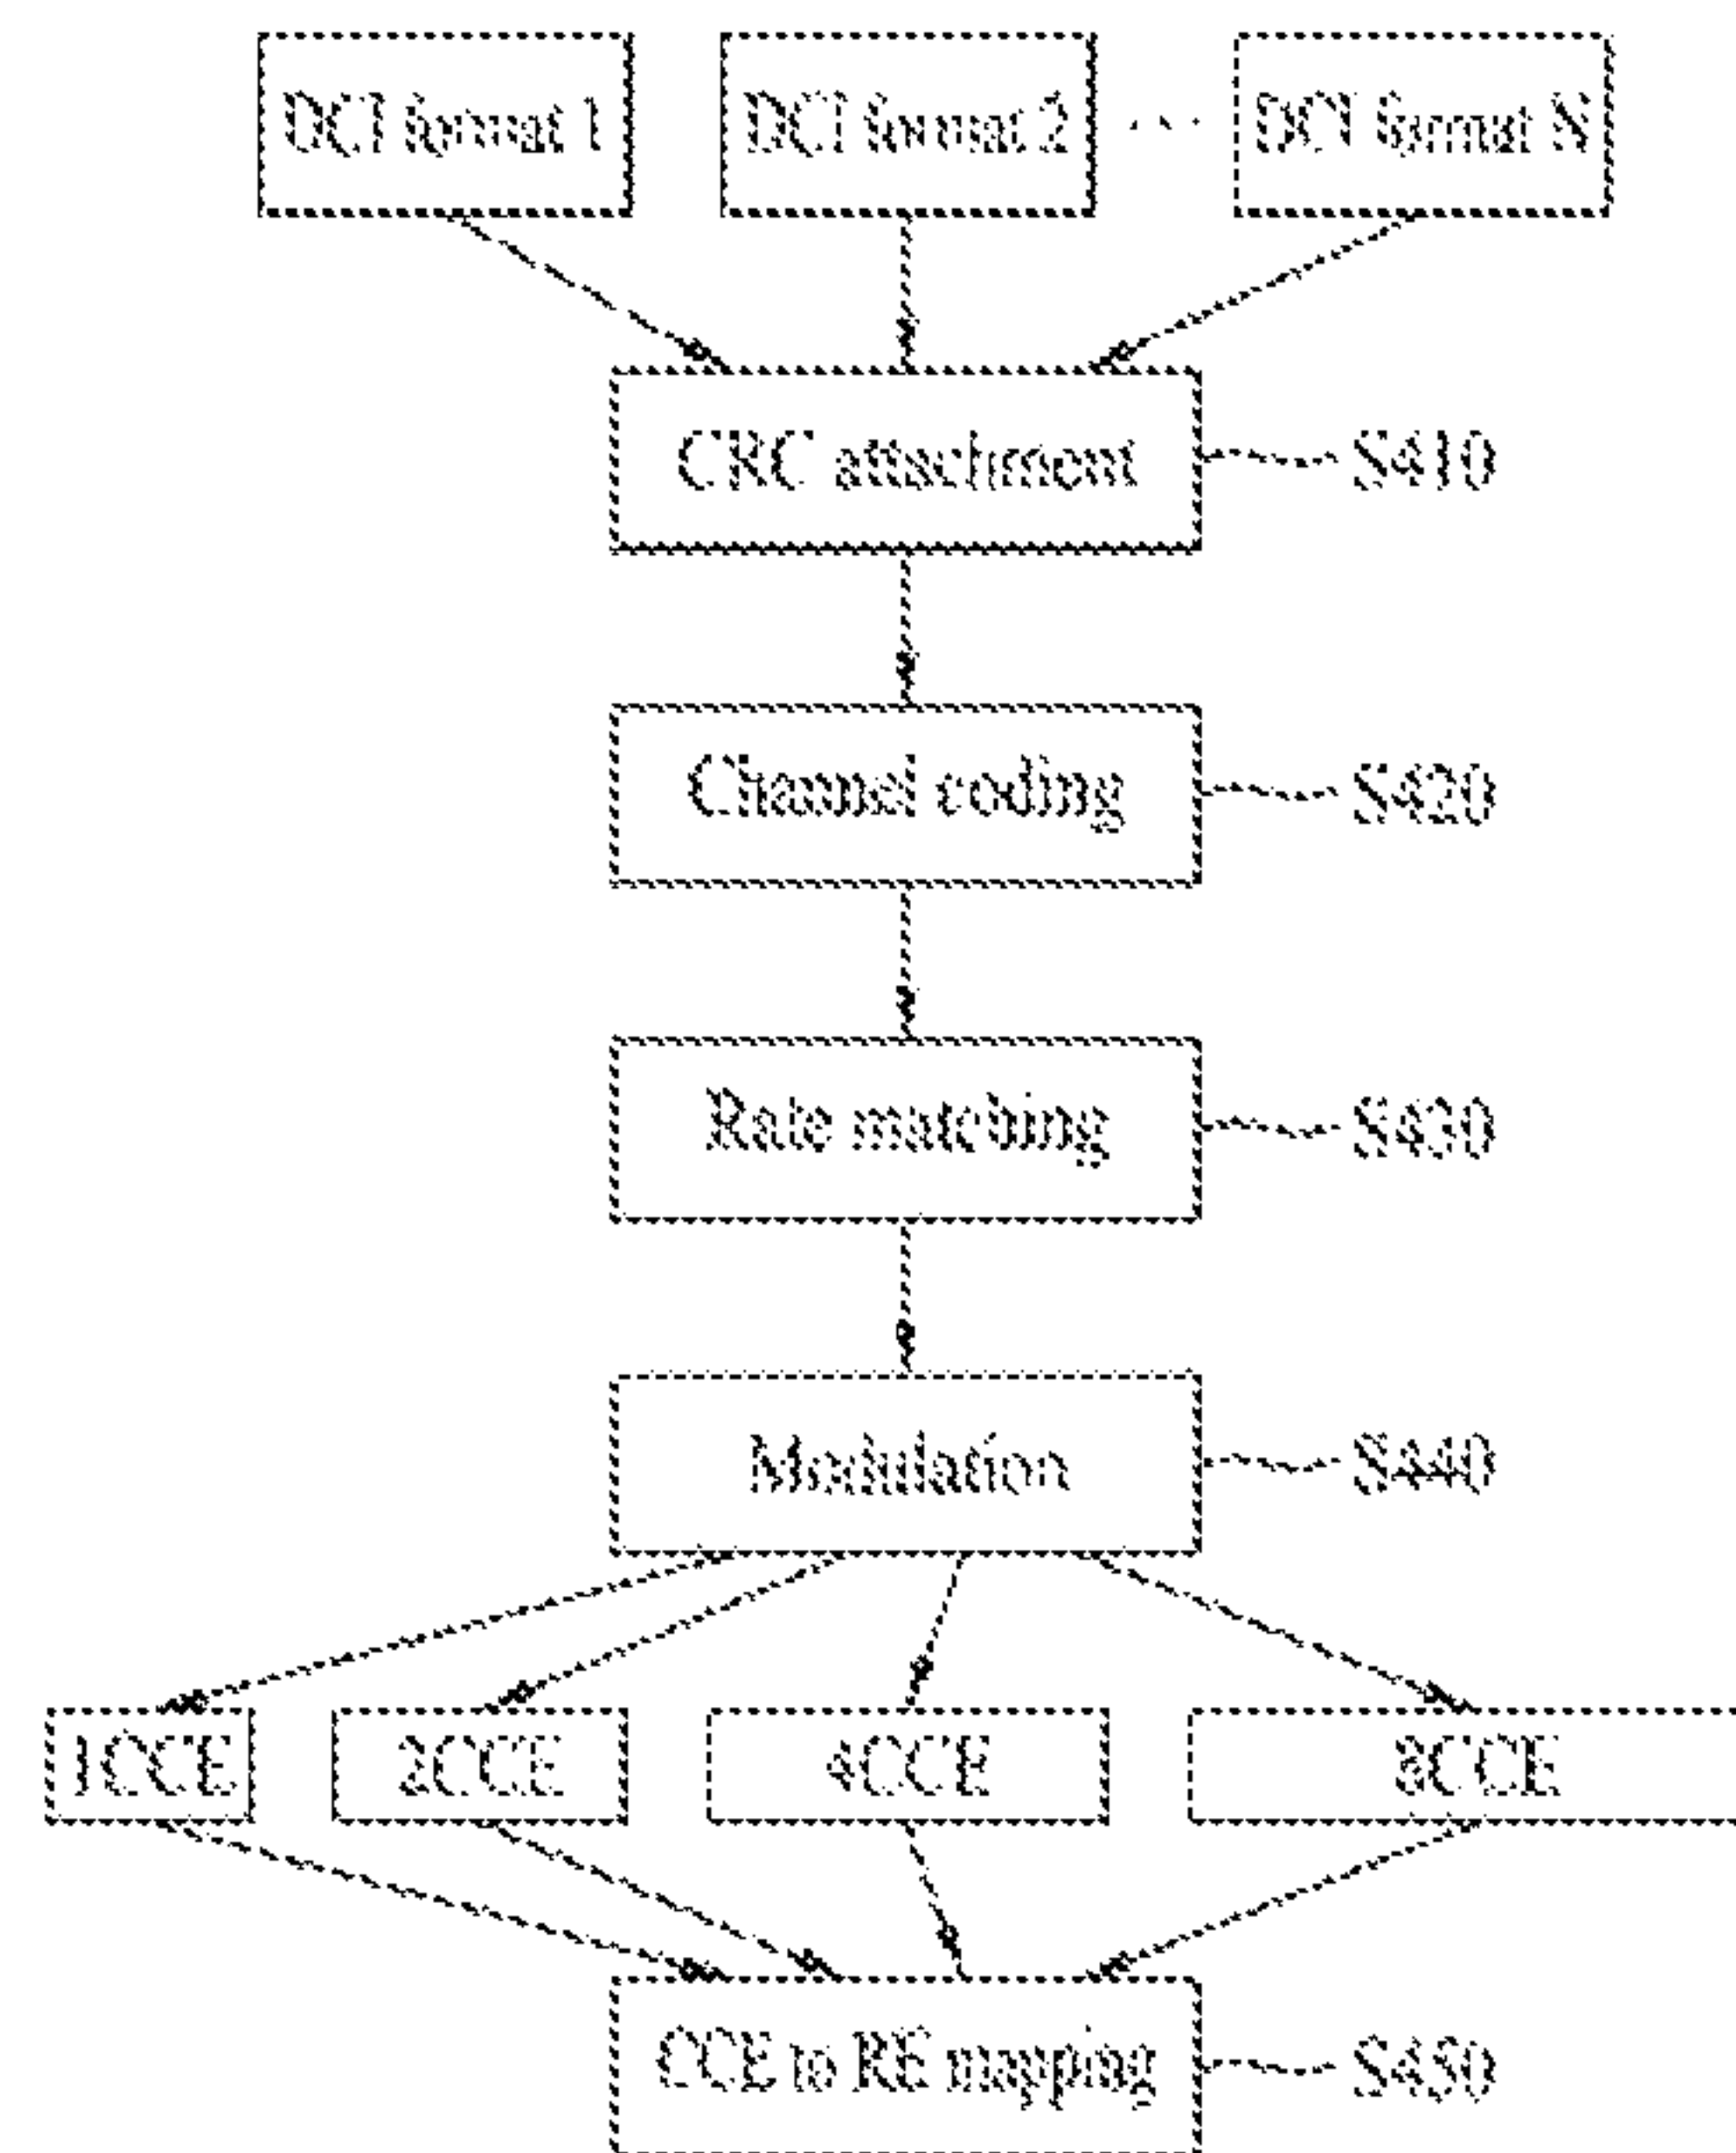 DCI format 1
DCI format 2
...
DCI format N
CRC attachment
S410
Channel coding
S420
Rate matching
S430
Modulation
S440
1CCE
2CCE
4CCE
8CCE
CCE to RE mapping
S450